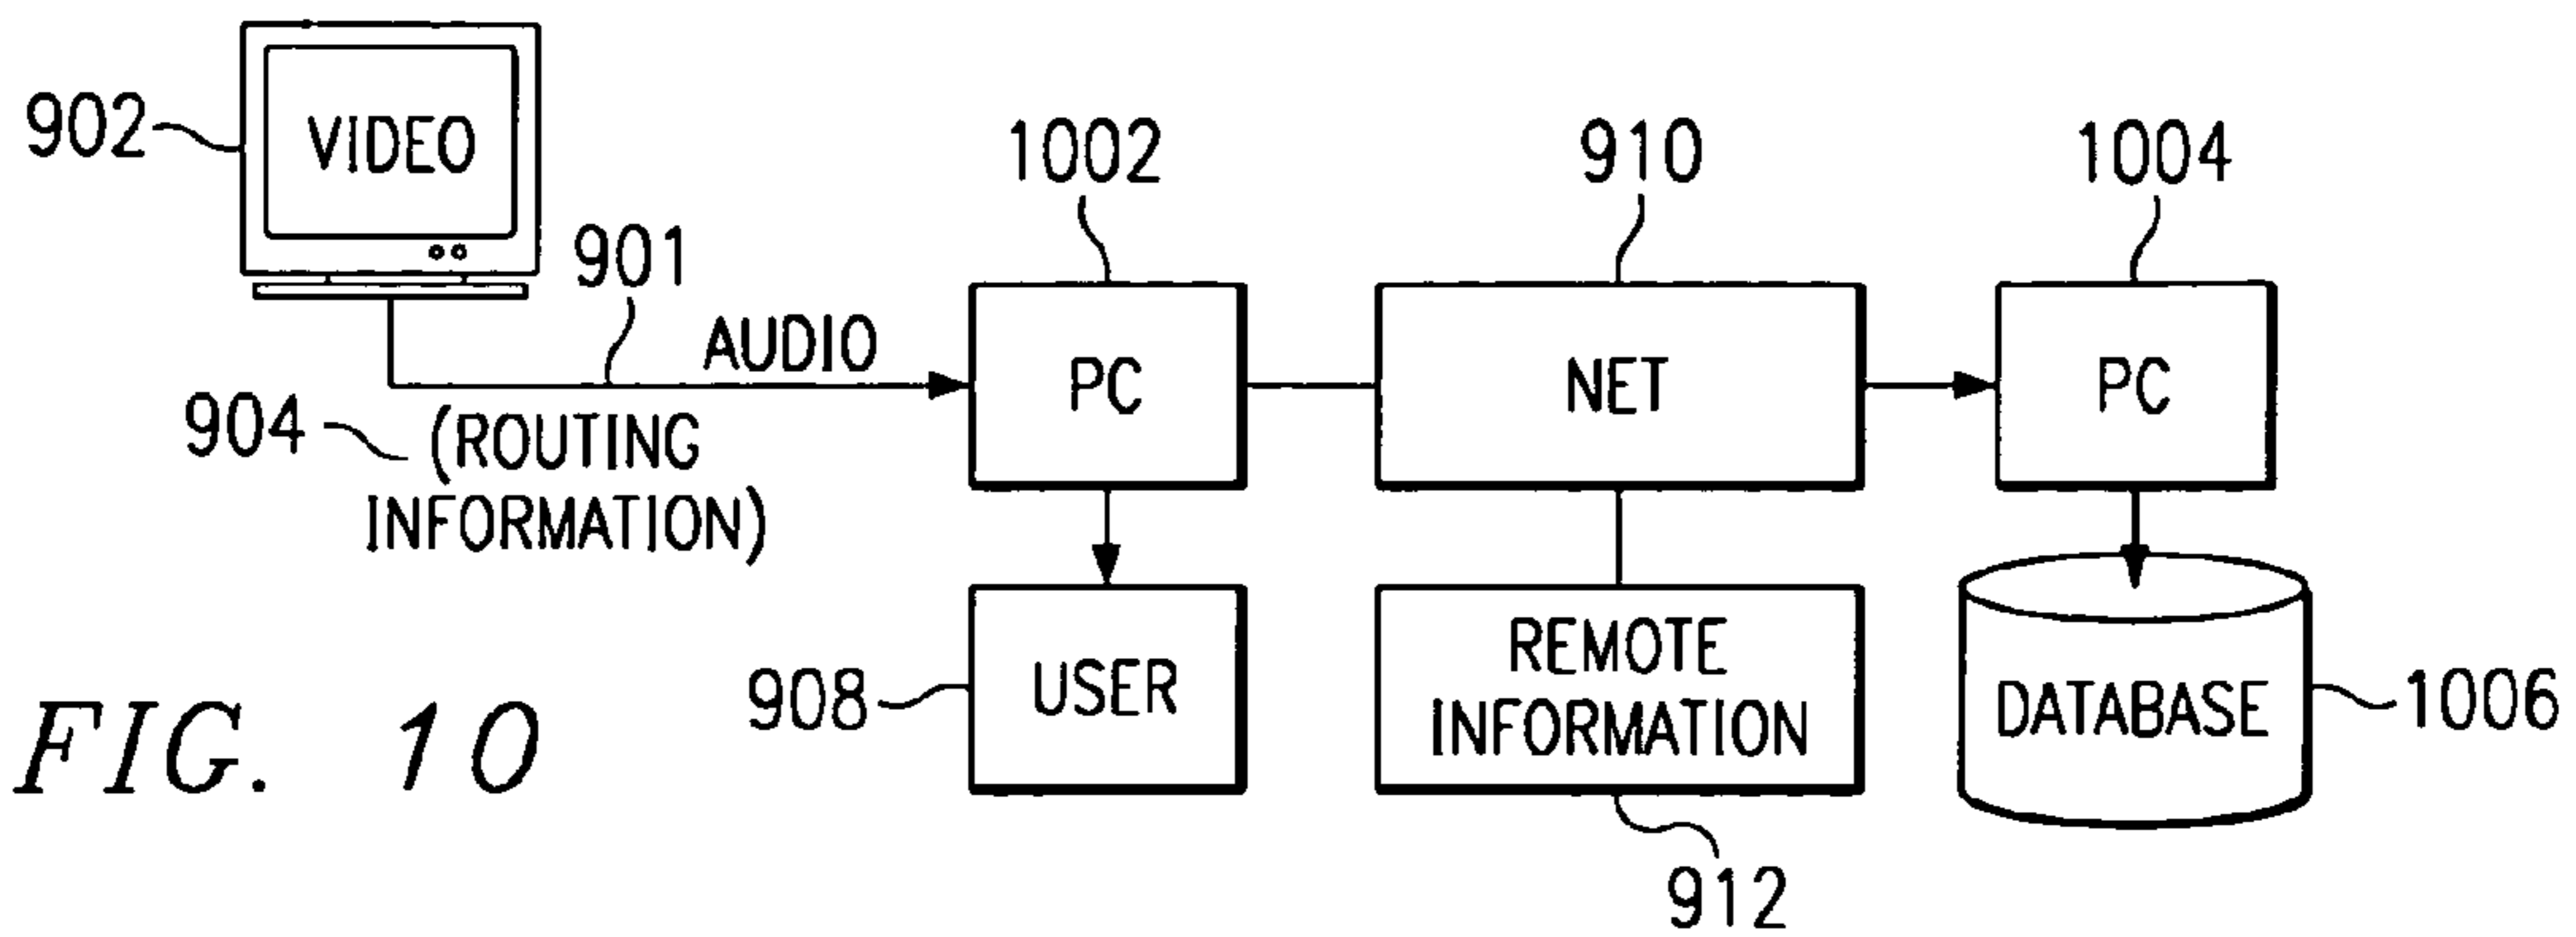 902
VIDEO
901
AUDIO
904
(ROUTING
INFORMATION)
1002
PC
910
NET
1004
PC
908
USER
REMOTE
INFORMATION
912
DATABASE
1006
FIG. 10